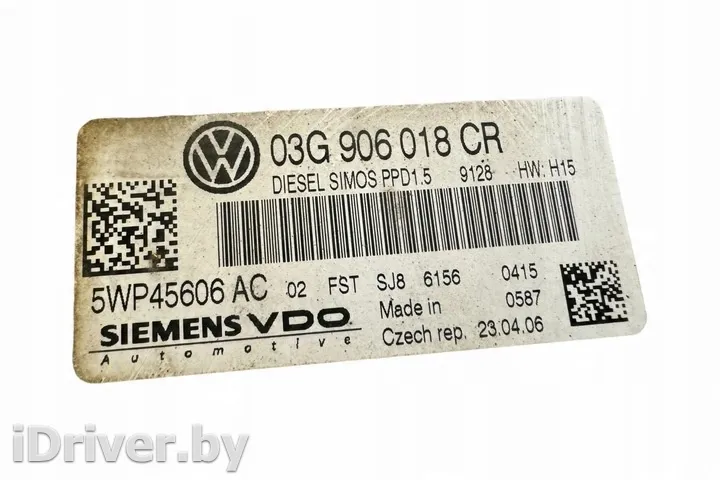 03G 906 018 CR
DIESEL SIMOS PPD1.5 9128 HW: H15
5WP45606 AC 02 FST SJ8 6156 0415
Made in 0587
SIEMENS VDO
Automotive
Czech rep. 23.04.06
iDriver.by